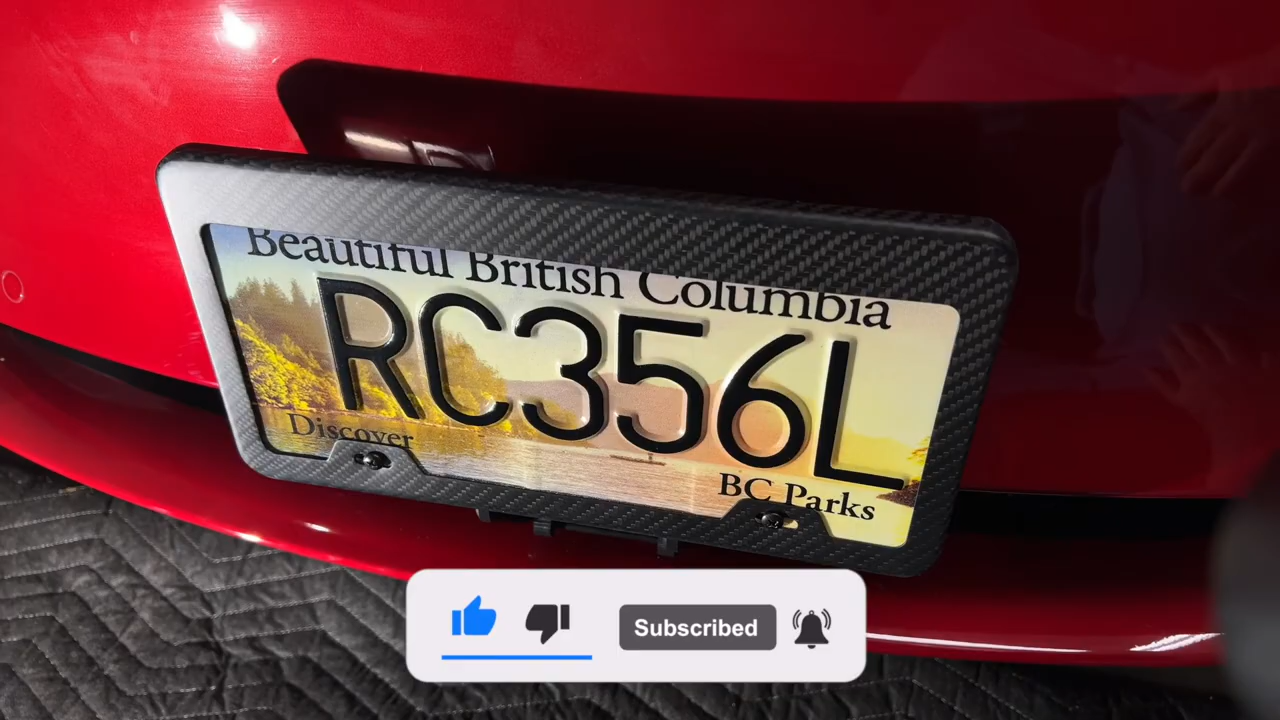 Beautiful British Columbia
RC356L
Discover
BC Parks
Subscribed